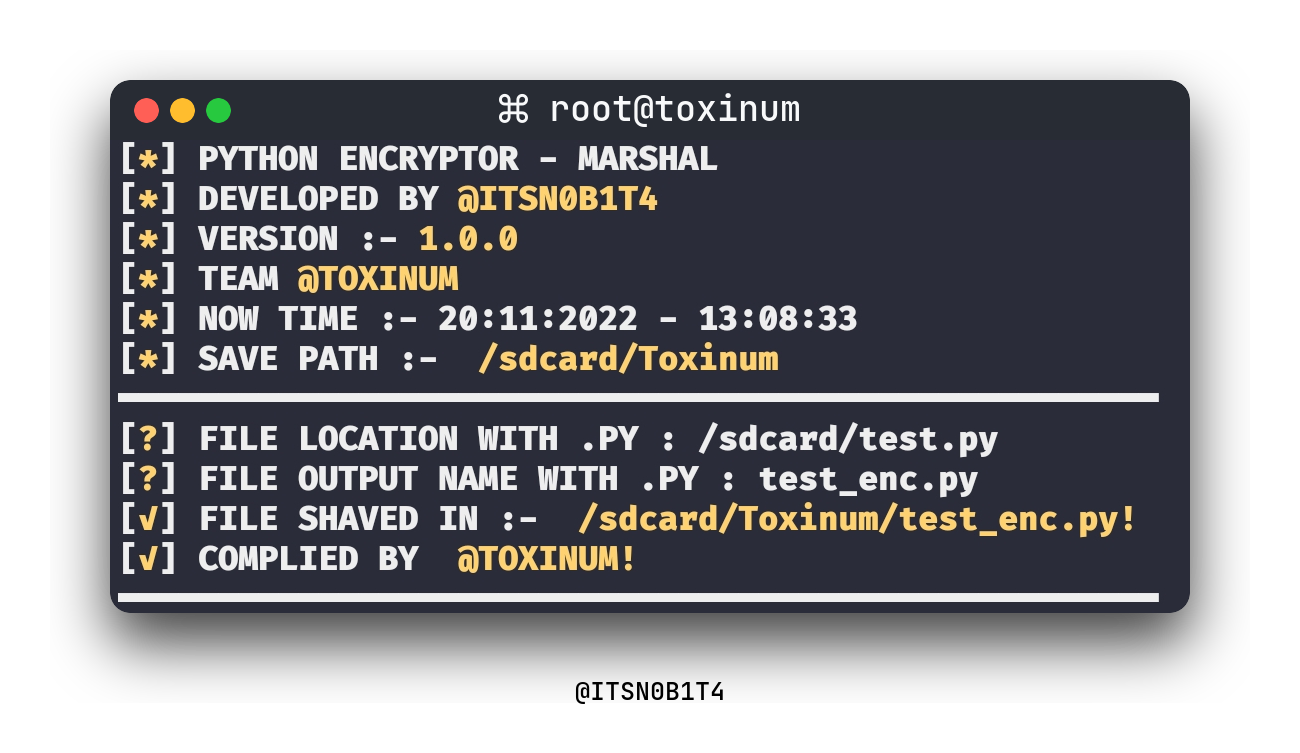 ⌘ root@toxinum
[*] PYTHON ENCRYPTOR - MARSHAL
[*] DEVELOPED BY @ITSN0B1T4
[*] VERSION :- 1.0.0
[*] TEAM @TOXINUM
[*] NOW TIME :- 20:11:2022 - 13:08:33
[*] SAVE PATH :-  /sdcard/Toxinum
[?] FILE LOCATION WITH .PY : /sdcard/test.py
[?] FILE OUTPUT NAME WITH .PY : test_enc.py
[√] FILE SHAVED IN :-  /sdcard/Toxinum/test_enc.py!
[√] COMPLIED BY  @TOXINUM!
@ITSN0B1T4